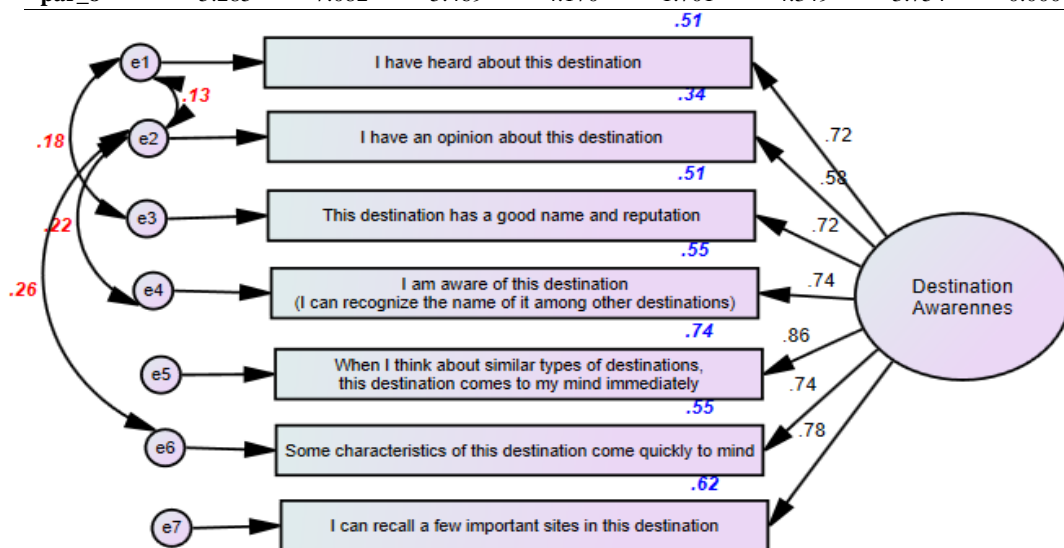 .51
e1
I have heard about this destination
.13
.34
.72
e2
I have an opinion about this destination
.18
.51
.58
e3
This destination has a good name and reputation
.72
.22
.55
e4
I am aware of this destination
(I can recognize the name of it among other destinations)
.74
Destination
Awarennes
.26
.74
.86
e5
When I think about similar types of destinations,
this destination comes to my mind immediately
.74
.55
e6
Some characteristics of this destination come quickly to mind
.78
.62
e7
I can recall a few important sites in this destination